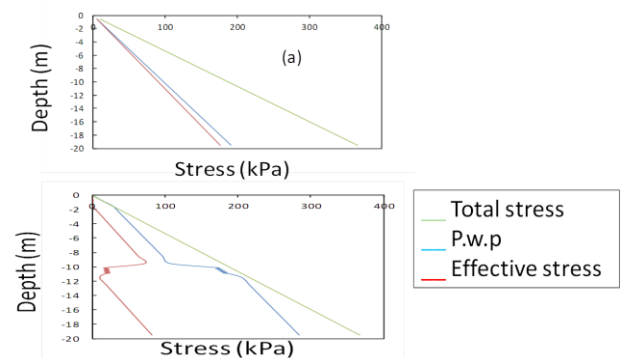 0 100 200 300 400
0
-2
-4
-6
-8
-10
-12
-14
-16
-18
-20
Depth (m)
(a)
Stress (kPa)
0 100 200 300 400
0
-2
-4
-6
-8
-10
-12
-14
-16
-18
-20
Depth (m)
Stress (kPa)
Total stress
P.w.p
Effective stress